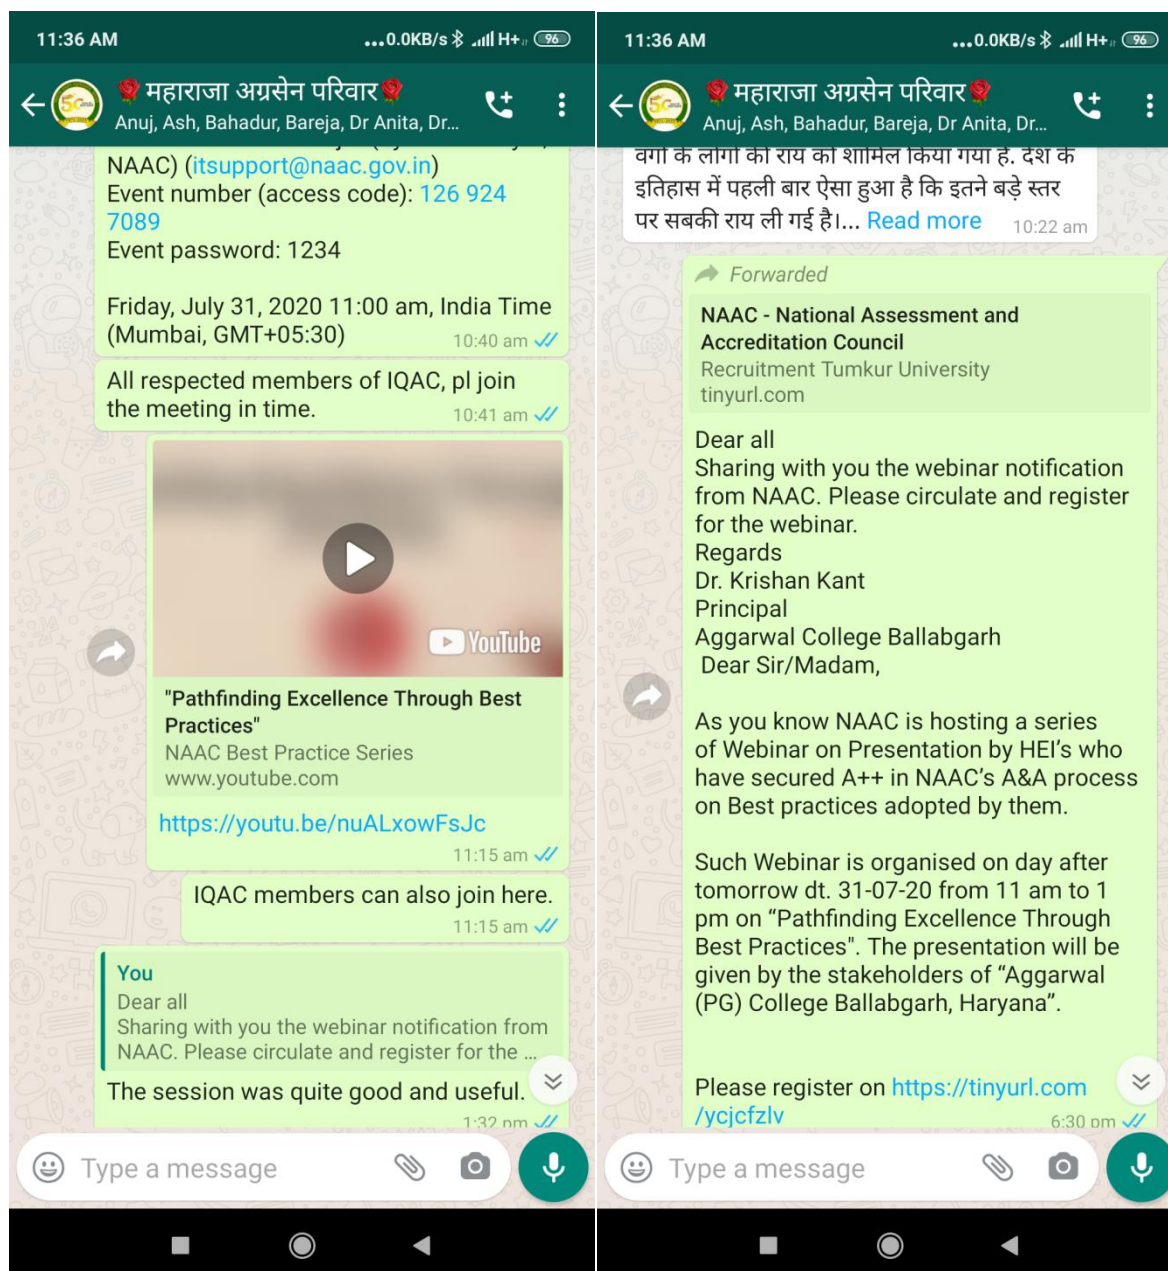 11:36 AM
...0.0KB/s H+ 96
🌹महाराजा अग्रसेन परिवार🌹
Anuj, Ash, Bahadur, Bareja, Dr Anita, Dr...
NAAC) (itsupport@naac.gov.in)
Event number (access code): 126 924
7089
Event password: 1234
Friday, July 31, 2020 11:00 am, India Time
(Mumbai, GMT+05:30)
10:40 am
All respected members of IQAC, pl join
the meeting in time.
10:41 am
YouTube
"Pathfinding Excellence Through Best
Practices"
NAAC Best Practice Series
www.youtube.com
https://youtu.be/nuALxowFsJc
11:15 am
IQAC members can also join here.
11:15 am
You
Dear all
Sharing with you the webinar notification from
NAAC. Please circulate and register for the ...
The session was quite good and useful.
1:32 pm
Type a message
11:36 AM
...0.0KB/s H+ 96
🌹महाराजा अग्रसेन परिवार🌹
Anuj, Ash, Bahadur, Bareja, Dr Anita, Dr...
वर्गों के लोगों की राय को शामिल किया गया है. देश के
इतिहास में पहली बार ऐसा हुआ है कि इतने बड़े स्तर
पर सबकी राय ली गई है।... Read more
10:22 am
Forwarded
NAAC - National Assessment and
Accreditation Council
Recruitment Tumkur University
tinyurl.com
Dear all
Sharing with you the webinar notification
from NAAC. Please circulate and register
for the webinar.
Regards
Dr. Krishan Kant
Principal
Aggarwal College Ballabgarh
Dear Sir/Madam,
As you know NAAC is hosting a series
of Webinar on Presentation by HEI's who
have secured A++ in NAAC's A&A process
on Best practices adopted by them.
Such Webinar is organised on day after
tomorrow dt. 31-07-20 from 11 am to 1
pm on “Pathfinding Excellence Through
Best Practices". The presentation will be
given by the stakeholders of “Aggarwal
(PG) College Ballabgarh, Haryana”.
Please register on https://tinyurl.com
/ycjcfzlv
6:30 pm
Type a message